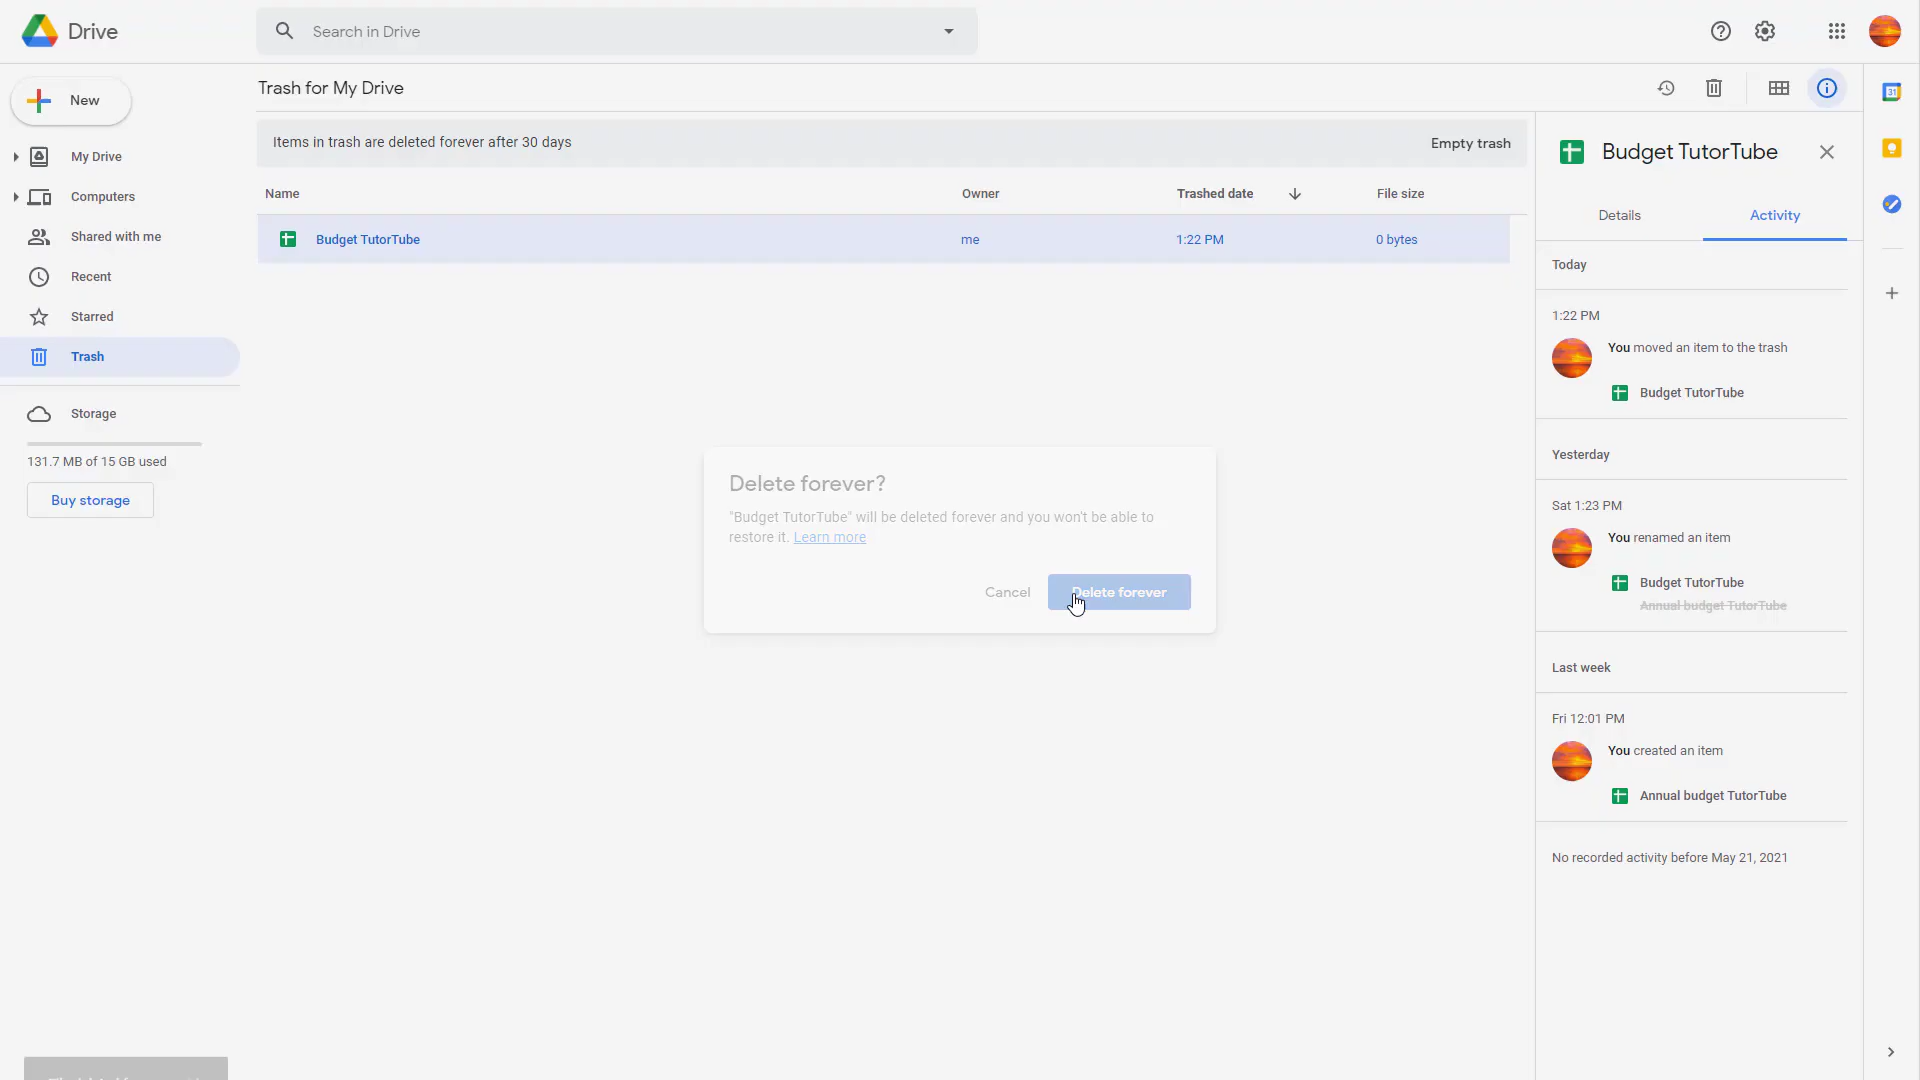 Drive
Search in Drive
New
My Drive
Computers
Shared with me
Recent
Starred
Trash
Storage
131.7 MB of 15 GB used
Buy storage
Trash for My Drive
Items in trash are deleted forever after 30 days
Empty trash
Name Owner Trashed date File size
Budget TutorTube me 1:22 PM 0 bytes
Delete forever?
"Budget TutorTube" will be deleted forever and you won't be able to
restore it. Learn more
Cancel Delete forever
Budget TutorTube
Details Activity
Today
1:22 PM
You moved an item to the trash
Budget TutorTube
Yesterday
Sat 1:23 PM
You renamed an item
Budget TutorTube
Annual budget TutorTube
Last week
Fri 12:01 PM
You created an item
Annual budget TutorTube
No recorded activity before May 21, 2021
31